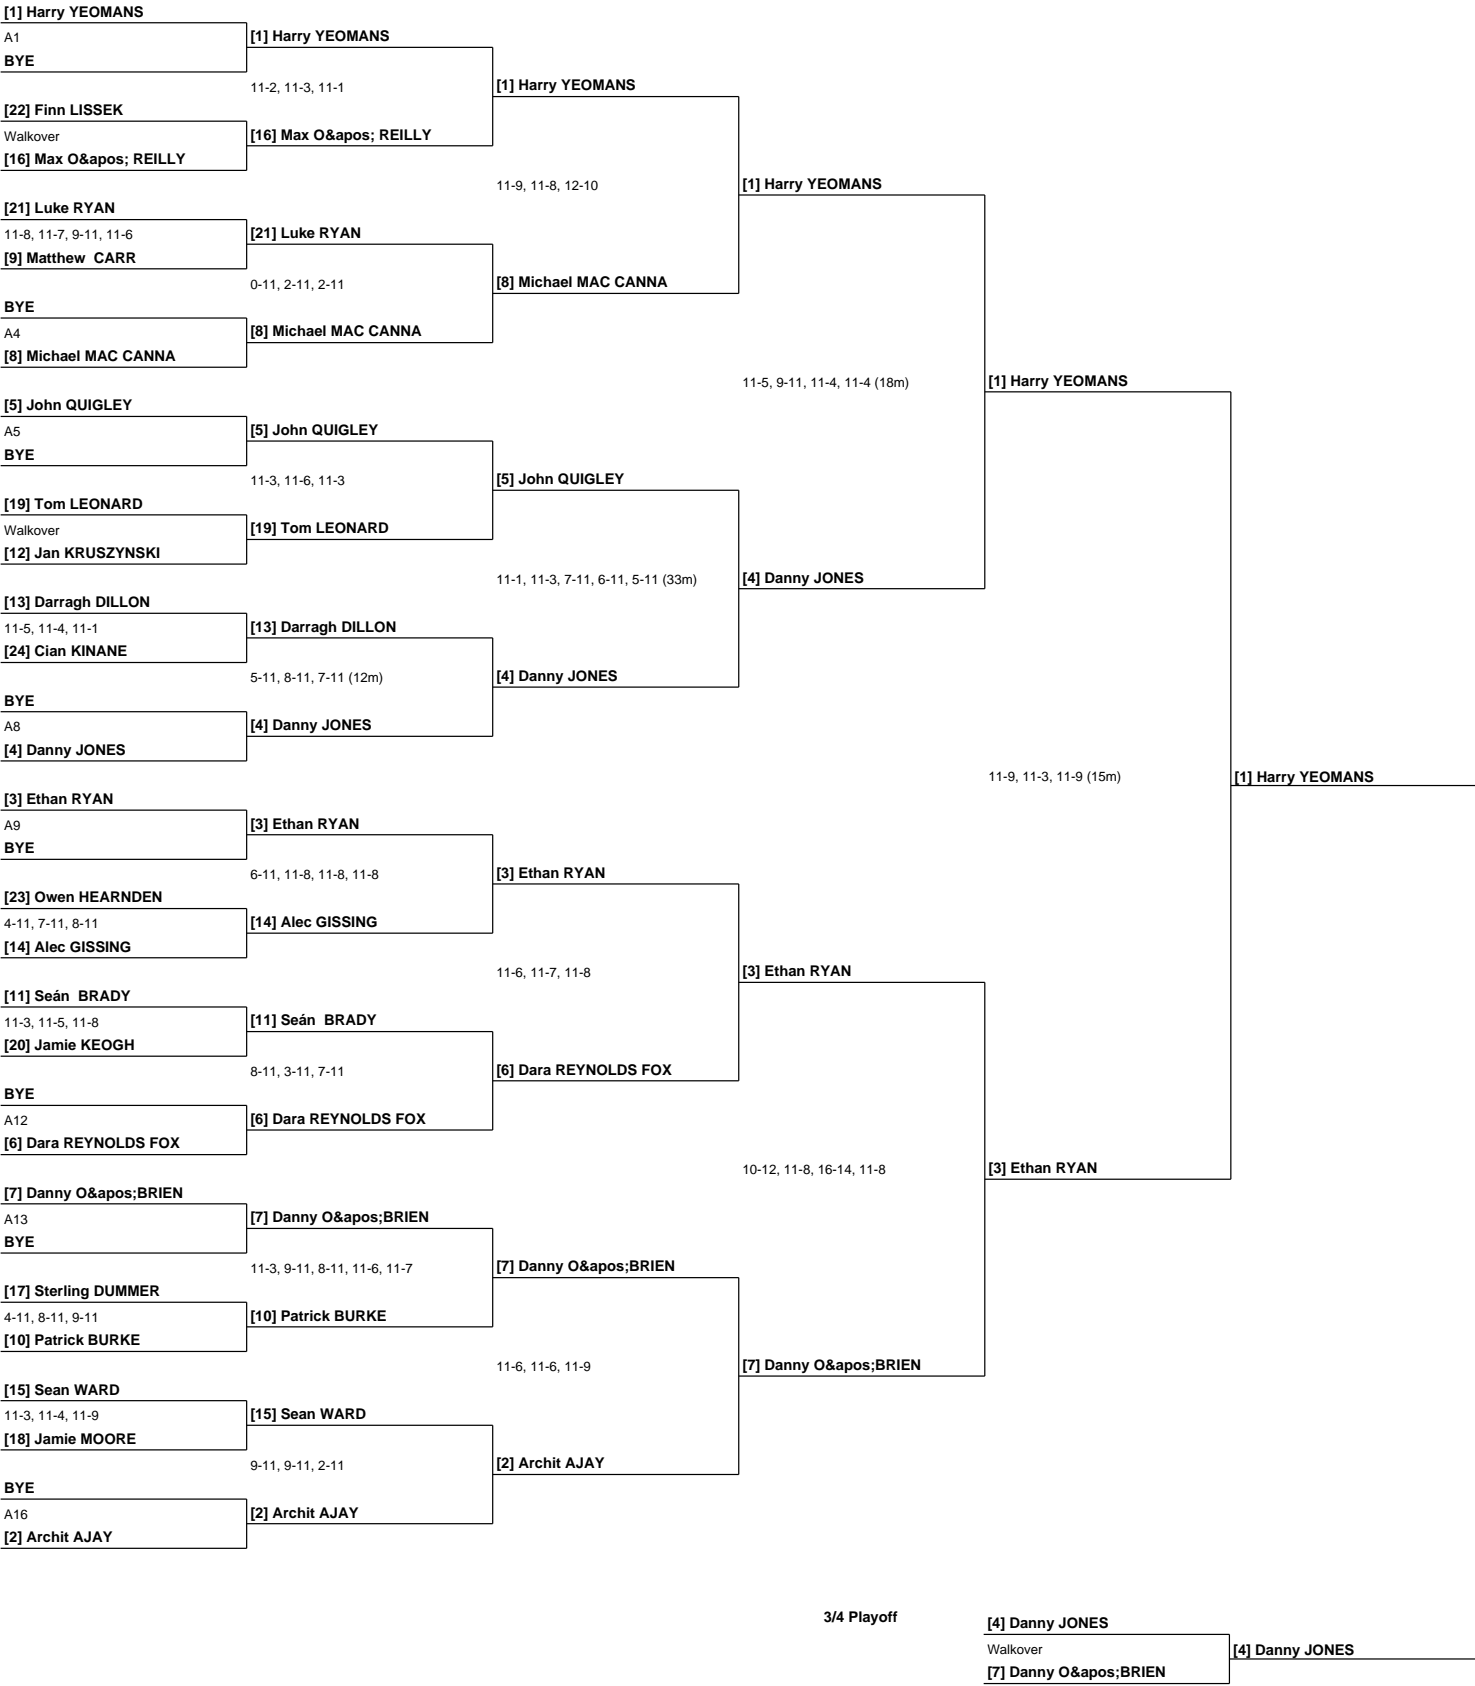 [1] Harry YEOMANS
A1
BYE
[22] Finn LISSEK
Walkover
[16] Max O&apos; REILLY
[21] Luke RYAN
11-8, 11-7, 9-11, 11-6
[9] Matthew  CARR
BYE
A4
[8] Michael MAC CANNA
[5] John QUIGLEY
A5
BYE
[19] Tom LEONARD
Walkover
[12] Jan KRUSZYNSKI
[13] Darragh DILLON
11-5, 11-4, 11-1
[24] Cian KINANE
BYE
A8
[4] Danny JONES
[3] Ethan RYAN
A9
BYE
[23] Owen HEARNDEN
4-11, 7-11, 8-11
[14] Alec GISSING
[11] Seán  BRADY
11-3, 11-5, 11-8
[20] Jamie KEOGH
BYE
A12
[6] Dara REYNOLDS FOX
[7] Danny O&apos;BRIEN
A13
BYE
[17] Sterling DUMMER
4-11, 8-11, 9-11
[10] Patrick BURKE
[15] Sean WARD
11-3, 11-4, 11-9
[18] Jamie MOORE
BYE
A16
[2] Archit AJAY
[1] Harry YEOMANS
11-2, 11-3, 11-1
[16] Max O&apos; REILLY
[21] Luke RYAN
0-11, 2-11, 2-11
[8] Michael MAC CANNA
[5] John QUIGLEY
11-3, 11-6, 11-3
[19] Tom LEONARD
[13] Darragh DILLON
5-11, 8-11, 7-11 (12m)
[4] Danny JONES
[3] Ethan RYAN
6-11, 11-8, 11-8, 11-8
[14] Alec GISSING
[11] Seán  BRADY
8-11, 3-11, 7-11
[6] Dara REYNOLDS FOX
[7] Danny O&apos;BRIEN
11-3, 9-11, 8-11, 11-6, 11-7
[10] Patrick BURKE
[15] Sean WARD
9-11, 9-11, 2-11
[2] Archit AJAY
[1] Harry YEOMANS
11-9, 11-8, 12-10
[8] Michael MAC CANNA
[5] John QUIGLEY
11-1, 11-3, 7-11, 6-11, 5-11 (33m)
[4] Danny JONES
[3] Ethan RYAN
11-6, 11-7, 11-8
[6] Dara REYNOLDS FOX
[7] Danny O&apos;BRIEN
11-6, 11-6, 11-9
[2] Archit AJAY
[1] Harry YEOMANS
11-5, 9-11, 11-4, 11-4 (18m)
[4] Danny JONES
[3] Ethan RYAN
10-12, 11-8, 16-14, 11-8
[7] Danny O&apos;BRIEN
[1] Harry YEOMANS
11-9, 11-3, 11-9 (15m)
[3] Ethan RYAN
[1] Harry YEOMANS
3/4 Playoff
[4] Danny JONES
Walkover
[7] Danny O&apos;BRIEN
[4] Danny JONES